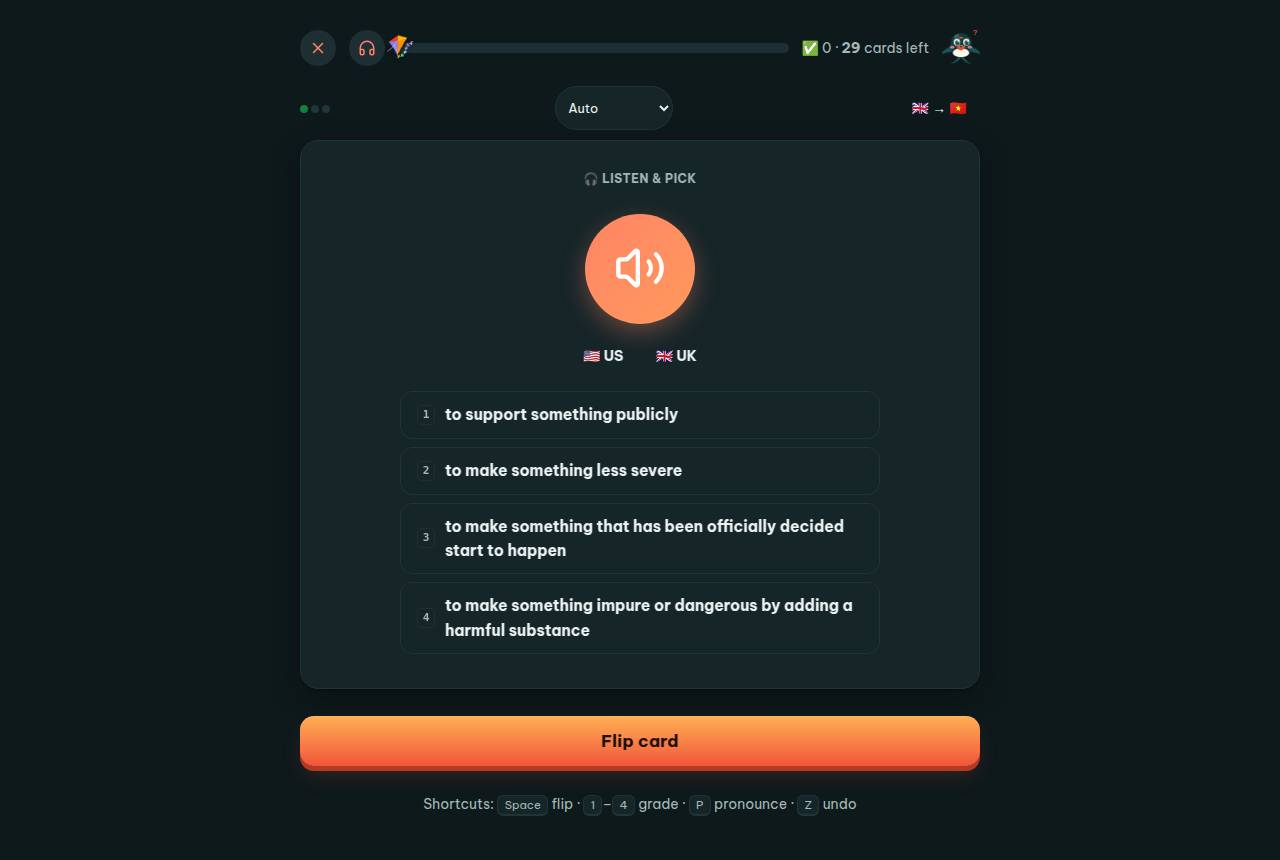 ✅ 0 · 29 cards left
Auto
🇬🇧 → 🇻🇳
🎧 LISTEN & PICK
🇺🇸 US 🇬🇧 UK
1 to support something publicly
2 to make something less severe
3 to make something that has been officially decided
start to happen
4 to make something impure or dangerous by adding a
harmful substance
Flip card
Shortcuts: Space flip · 1 – 4 grade · P pronounce · Z undo